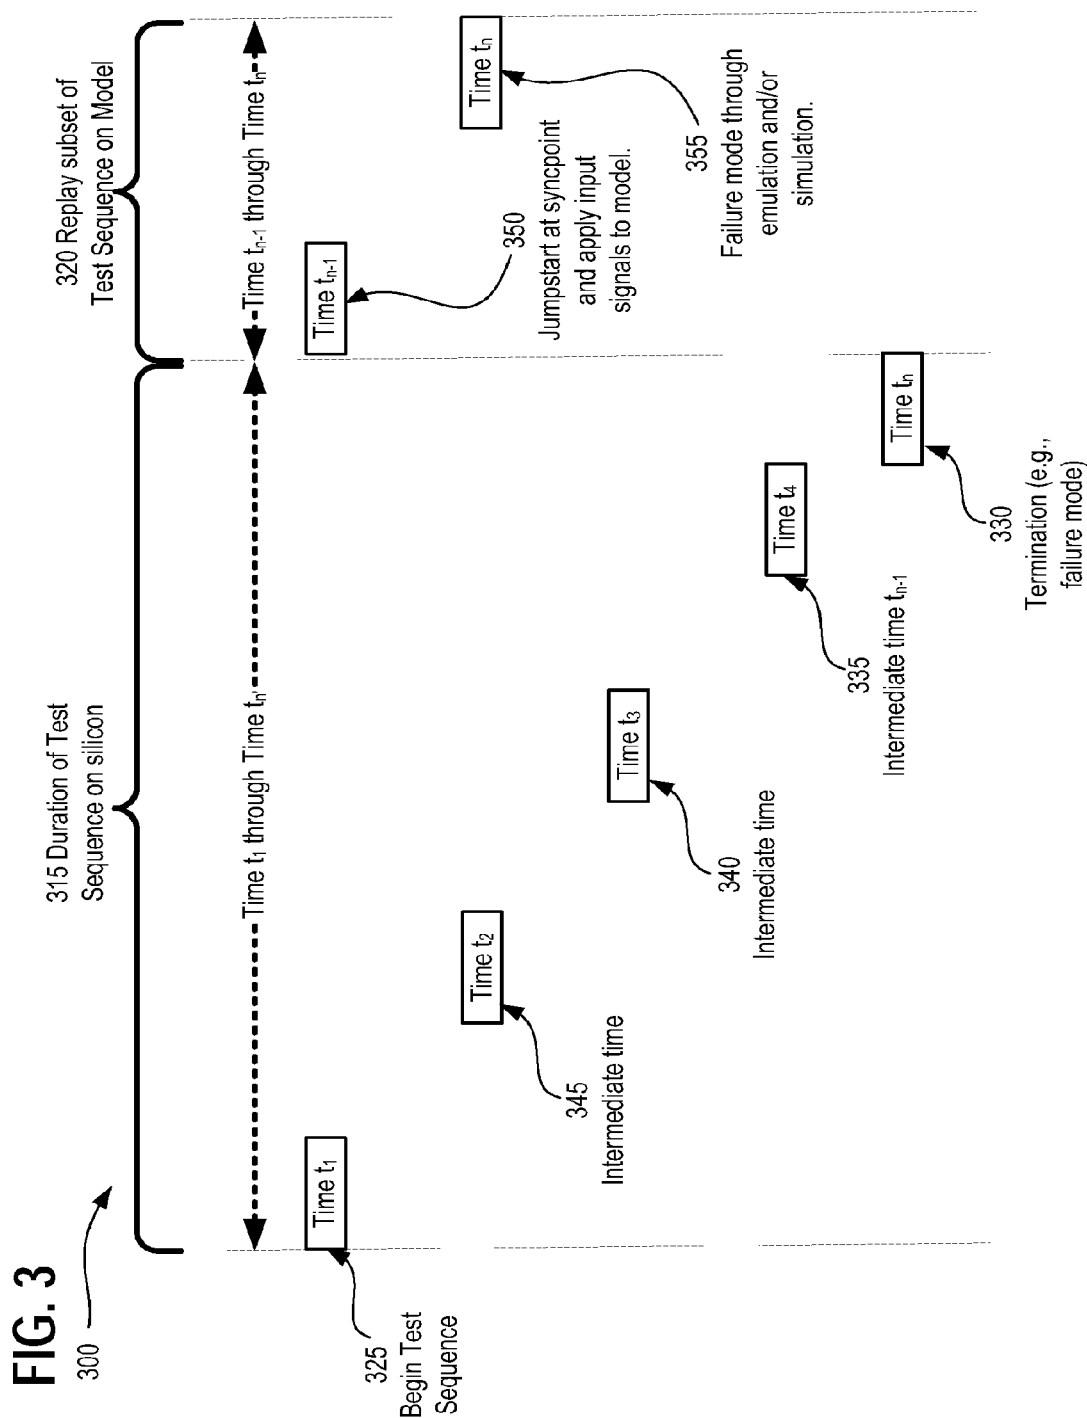 FIG. 3
300
315 Duration of Test
Sequence on silicon
320 Replay subset of
Test Sequence on Model
Time t1 through Time tn'
Time tn-1 through Time tn'
Time t1
325
Begin Test
Sequence
Time t2
345
Intermediate time
Time t3
340
Intermediate time
Time t4
335
Intermediate time tn-1
Time tn
330
Termination (e.g.,
failure mode)
Time tn-1
350
Jumpstart at syncpoint
and apply input
signals to model.
Time tn
355
Failure mode through
emulation and/or
simulation.